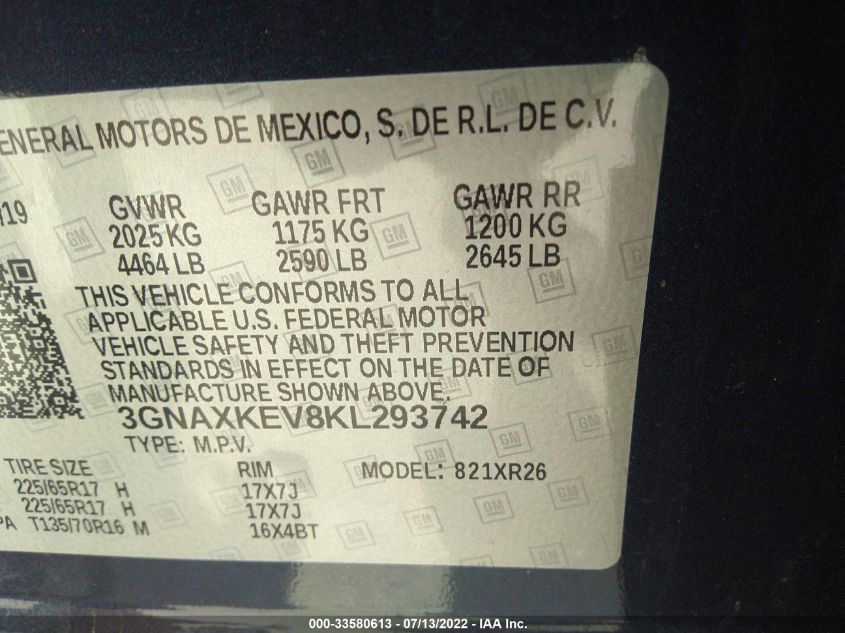 ENERAL MOTORS DE MEXICO, S. DE R.L. DE C.V.
/19 GVWR GAWR FRT GAWR RR
2025 KG 1175 KG 1200 KG
4464 LB 2590 LB 2645 LB
THIS VEHICLE CONFORMS TO ALL
APPLICABLE U.S. FEDERAL MOTOR
VEHICLE SAFETY AND THEFT PREVENTION
STANDARDS IN EFFECT ON THE DATE OF
MANUFACTURE SHOWN ABOVE.
3GNAXKEV8KL293742
TYPE: M.P.V.
TIRE SIZE RIM MODEL: 821XR26
225/65R17 H 17X7J
225/65R17 H 17X7J
PA T135/70R16 M 16X4BT
000-33580613 - 07/13/2022 - IAA Inc.